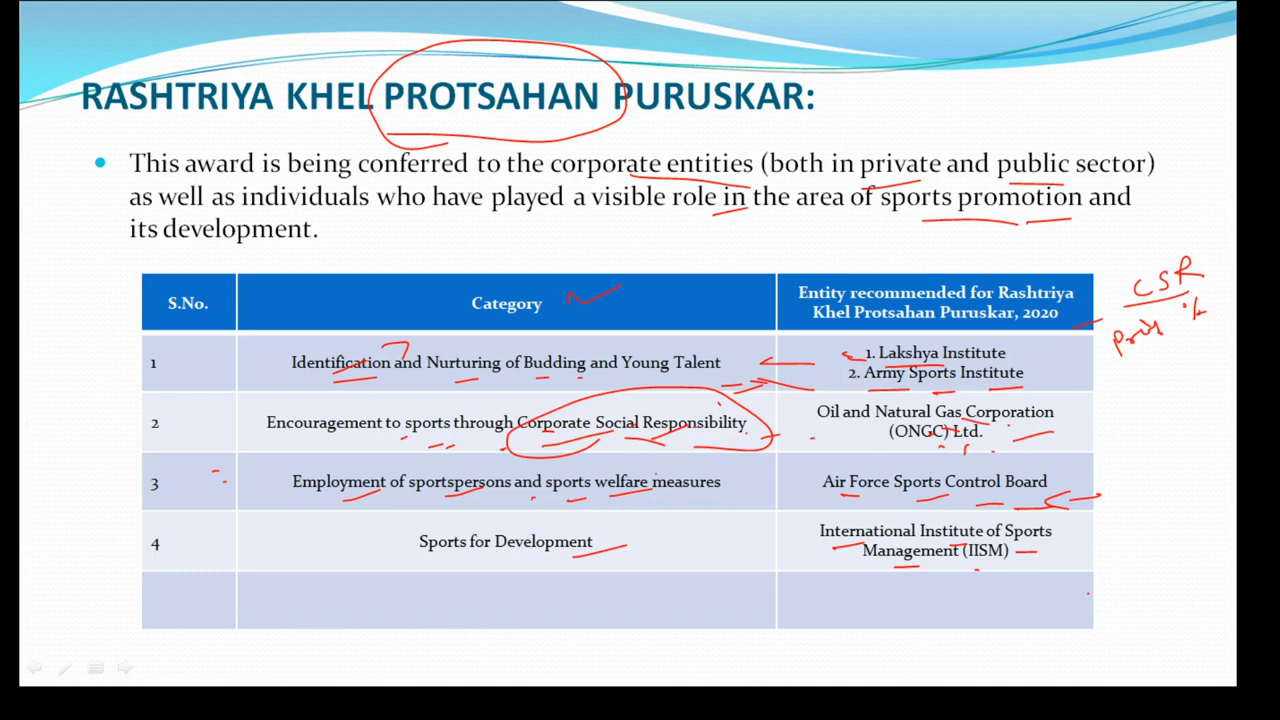 RASHTRIYA KHEL PROTSAHAN PURUSKAR:
This award is being conferred to the corporate entities (both in private and public sector)
as well as individuals who have played a visible role in the area of sports promotion and
its development.
S.No. Category Entity recommended for Rashtriya
Khel Protsahan Puruskar, 2020
CSR
1 Identification and Nurturing of Budding and Young Talent 1. Lakshya Institute
2. Army Sports Institute
2 Encouragement to sports through Corporate Social Responsibility Oil and Natural Gas Corporation
(ONGC) Ltd.
3 Employment of sportspersons and sports welfare measures Air Force Sports Control Board
4 Sports for Development International Institute of Sports
Management (IISM)